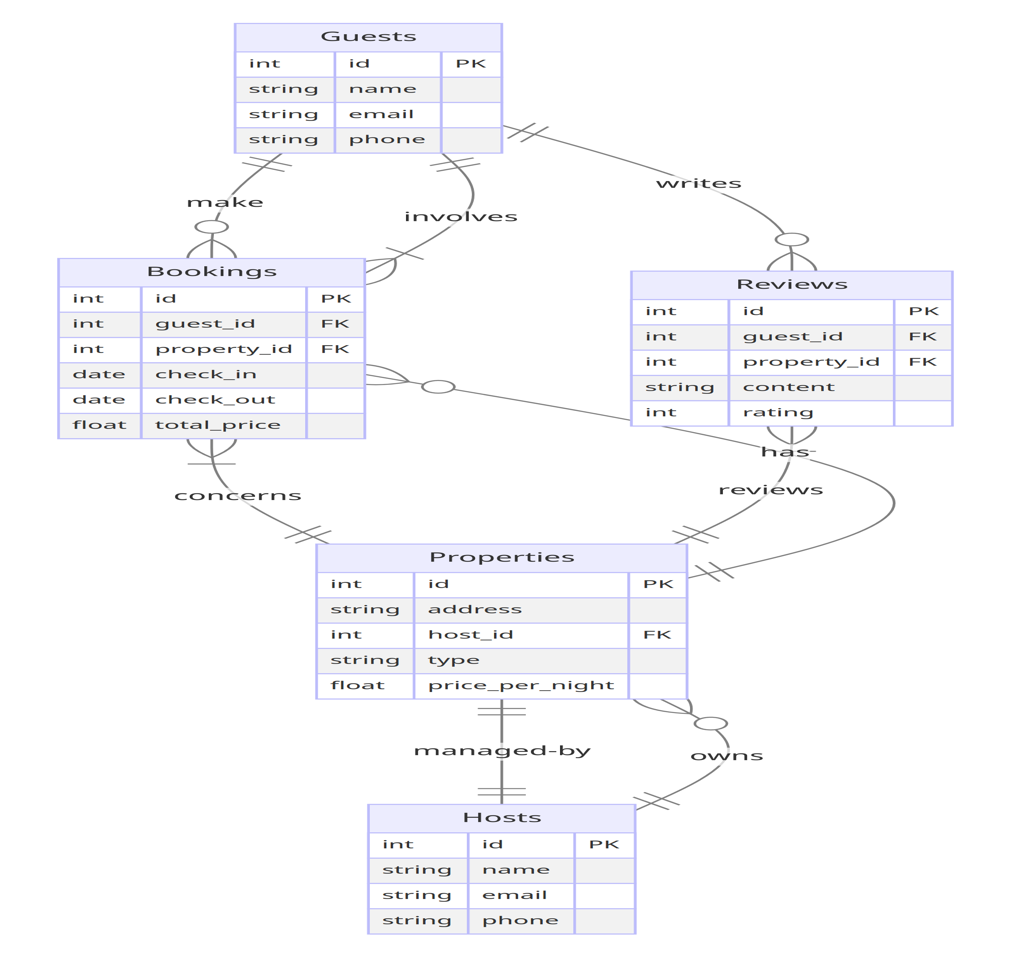 Guests
int id PK
string name
string email
string phone
make
involves
writes
Bookings
int id PK
int guest_id FK
int property_id FK
date check_in
date check_out
float total_price
Reviews
int id PK
int guest_id FK
int property_id FK
string content
int rating
has
concerns
reviews
Properties
int id PK
string address
int host_id FK
string type
float price_per_night
managed-by
owns
Hosts
int id PK
string name
string email
string phone